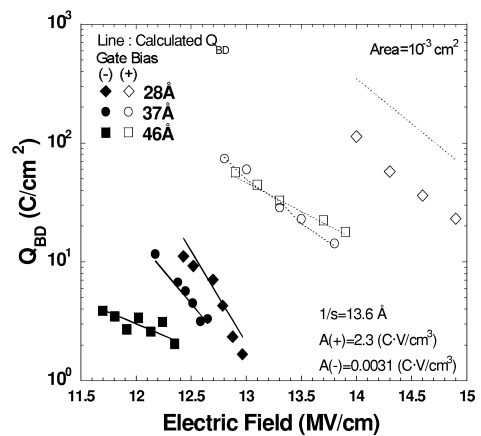 Line : Calculated Q_BD
Gate Bias
(-) (+)
28Å
37Å
46Å
Area=10⁻³ cm²
10³
10²
10¹
10⁰
Q_BD (C/cm²)
1/s=13.6 Å
A(+)=2.3 (C·V/cm³)
A(-)=0.0031 (C·V/cm³)
11.5 12 12.5 13 13.5 14 14.5 15
Electric Field (MV/cm)